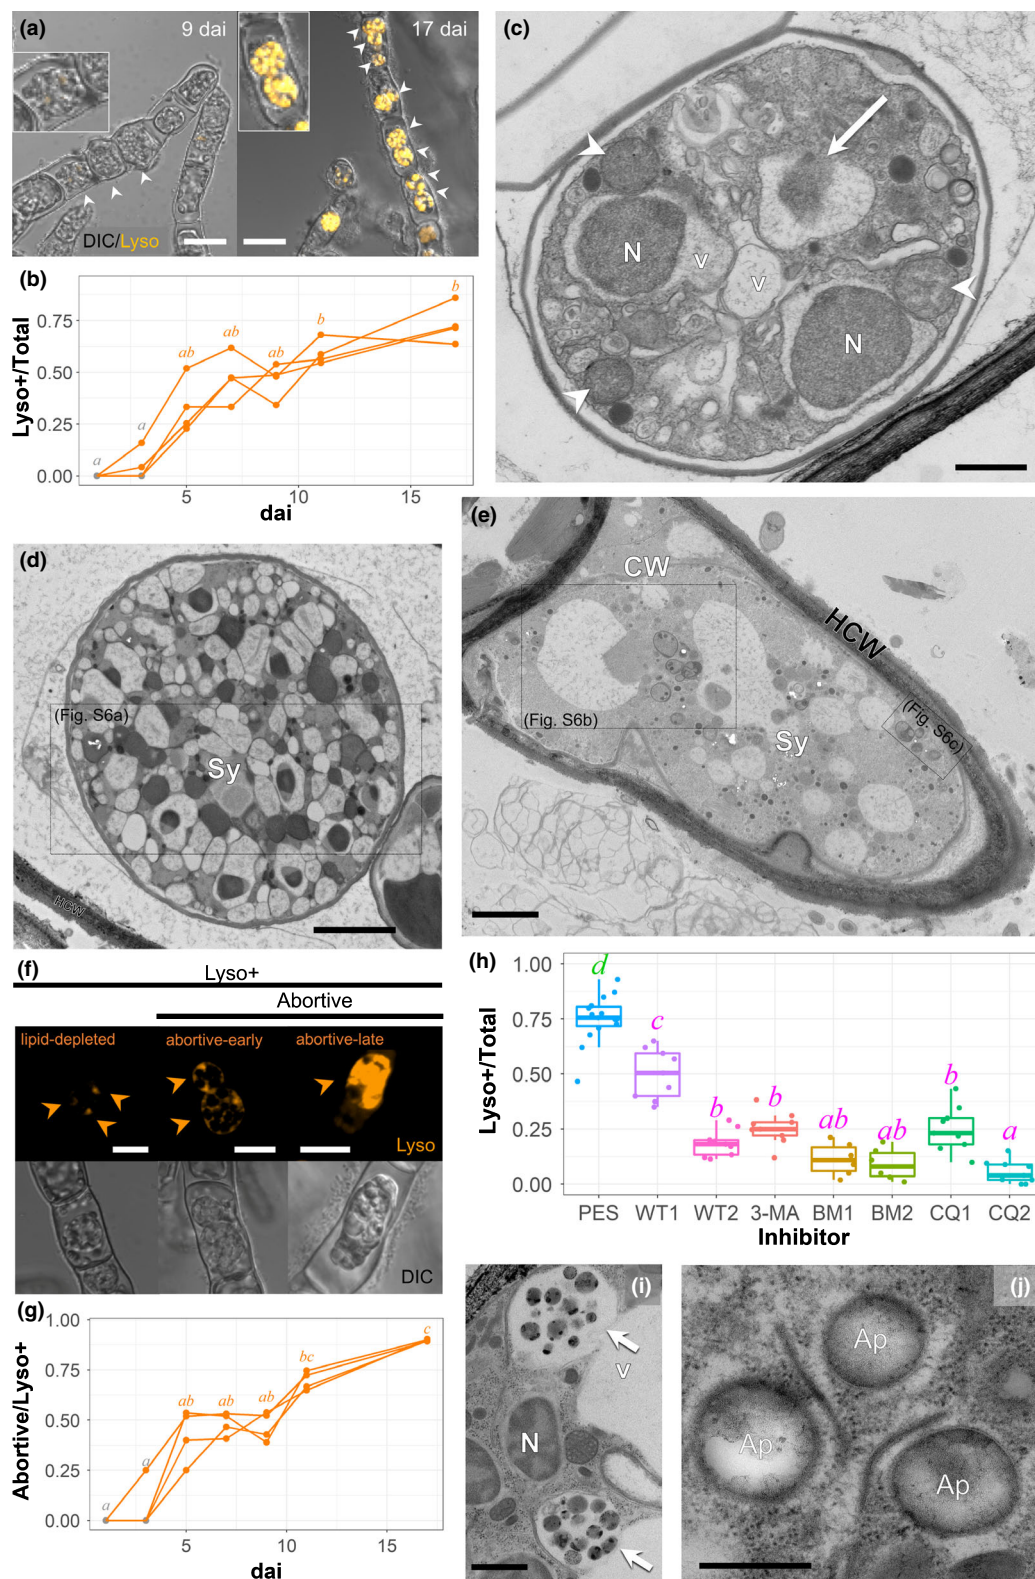 (a)
9 dai
17 dai
DIC/Lyso
(b)
Lyso+/Total
0.75
0.50
0.25
0.00
a
a
ab
ab
ab
b
b
5
10
15
dai
(c)
N
v
v
N
(d)
(Fig. S6a)
Sy
HCW
(e)
CW
HCW
(Fig. S6b)
(Fig. S6c)
Sy
(f)
Lyso+
Abortive
lipid-depleted
abortive-early
abortive-late
Lyso
DIC
(g)
Abortive/Lyso+
1.00
0.75
0.50
0.25
0.00
a
a
ab
ab
ab
bc
c
5
10
15
dai
(h)
Lyso+/Total
1.00
0.75
0.50
0.25
0.00
d
c
b
b
ab
ab
b
a
PES WT1 WT2 3-MA BM1 BM2 CQ1 CQ2
Inhibitor
(i)
v
N
(j)
Ap
Ap
Ap